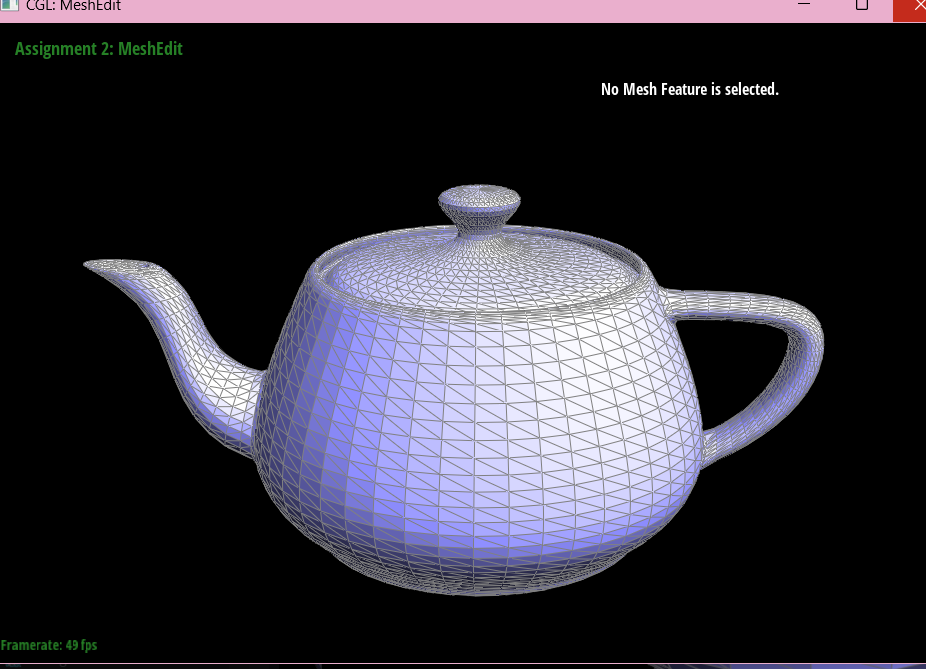 CGL: MeshEdit
Assignment 2: MeshEdit
No Mesh Feature is selected.
Framerate: 49 fps